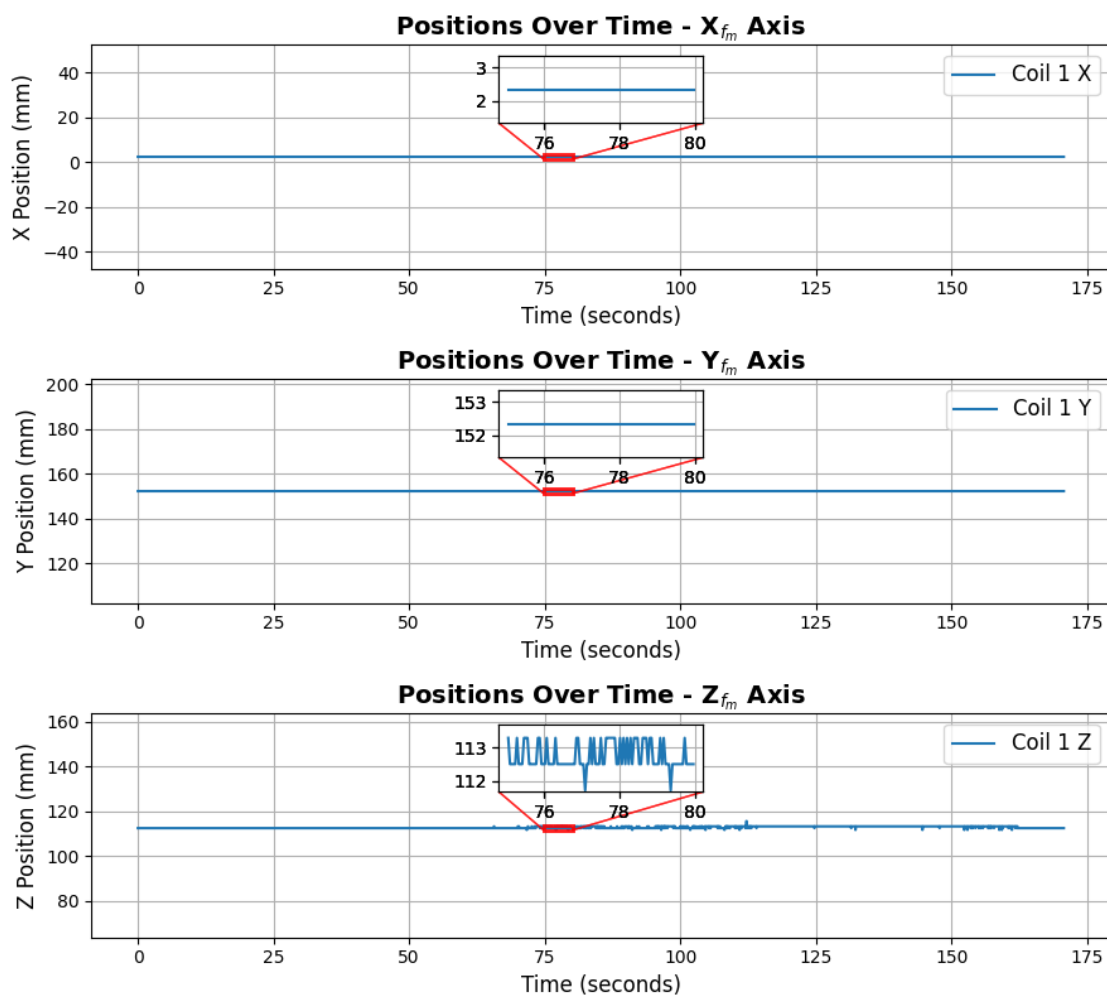 Positions Over Time - X_fm Axis
3
2
76 78 80
Coil 1 X
40
20
0
−20
−40
X Position (mm)
0 25 50 75 100 125 150 175
Time (seconds)
Positions Over Time - Y_fm Axis
153
152
76 78 80
Coil 1 Y
200
180
160
140
120
Y Position (mm)
0 25 50 75 100 125 150 175
Time (seconds)
Positions Over Time - Z_fm Axis
113
112
76 78 80
Coil 1 Z
160
140
120
100
80
Z Position (mm)
0 25 50 75 100 125 150 175
Time (seconds)